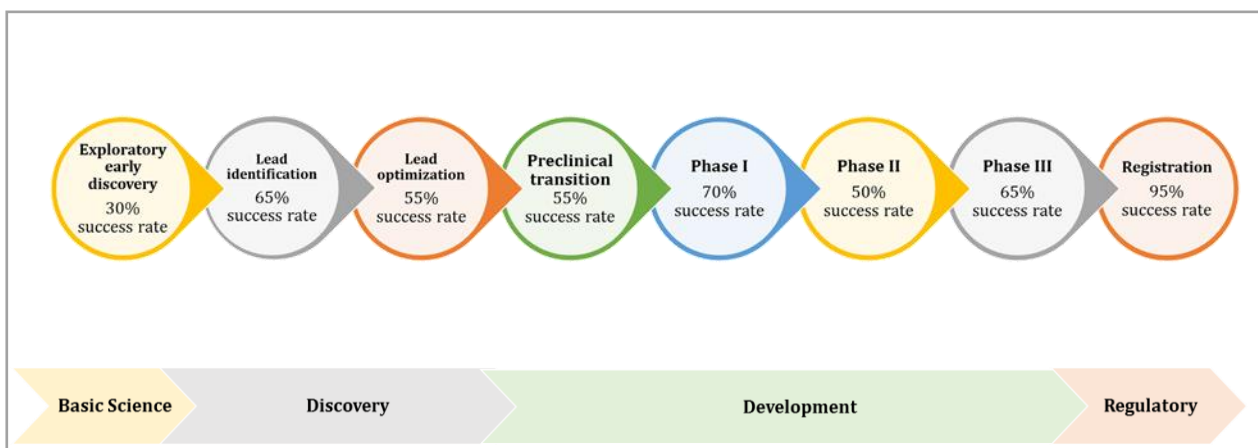 Exploratory
early
discovery
30%
success rate
Lead
identification
65%
success rate
Lead
optimization
55%
success rate
Preclinical
transition
55%
success rate
Phase I
70%
success rate
Phase II
50%
success rate
Phase III
65%
success rate
Registration
95%
success rate
Basic Science
Discovery
Development
Regulatory